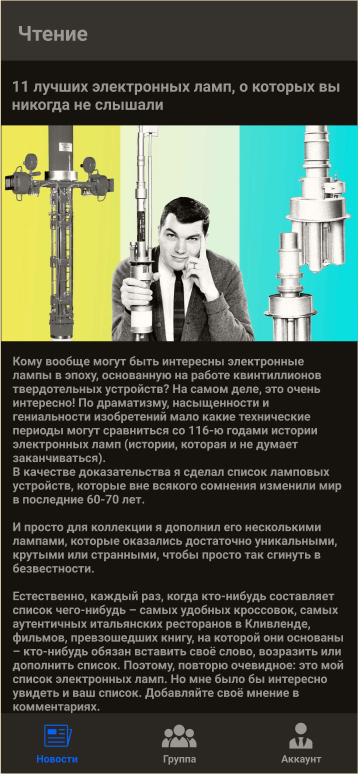 Чтение
11 лучших электронных ламп, о которых вы
никогда не слышали
Кому вообще могут быть интересны электронные
лампы в эпоху, основанную на работе квинтиллионов
твердотельных устройств? На самом деле, это очень
интересно! По драматизму, насыщенности и
гениальности изобретений мало какие технические
периоды могут сравниться со 116-ю годами истории
электронных ламп (истории, которая и не думает
заканчиваться).
В качестве доказательства я сделал список ламповых
устройств, которые вне всякого сомнения изменили мир
в последние 60-70 лет.
И просто для коллекции я дополнил его несколькими
лампами, которые оказались достаточно уникальными,
крутыми или странными, чтобы просто так сгинуть в
безвестности.
Естественно, каждый раз, когда кто-нибудь составляет
список чего-нибудь – самых удобных кроссовок, самых
аутентичных итальянских ресторанов в Кливленде,
фильмов, превзошедших книгу, на которой они основаны
– кто-нибудь обязан вставить своё слово, возразить или
дополнить список. Поэтому, повторю очевидное: это мой
список электронных ламп. Но мне было бы интересно
увидеть и ваш список. Добавляйте своё мнение в
комментариях.
Новости
Группа
Аккаунт